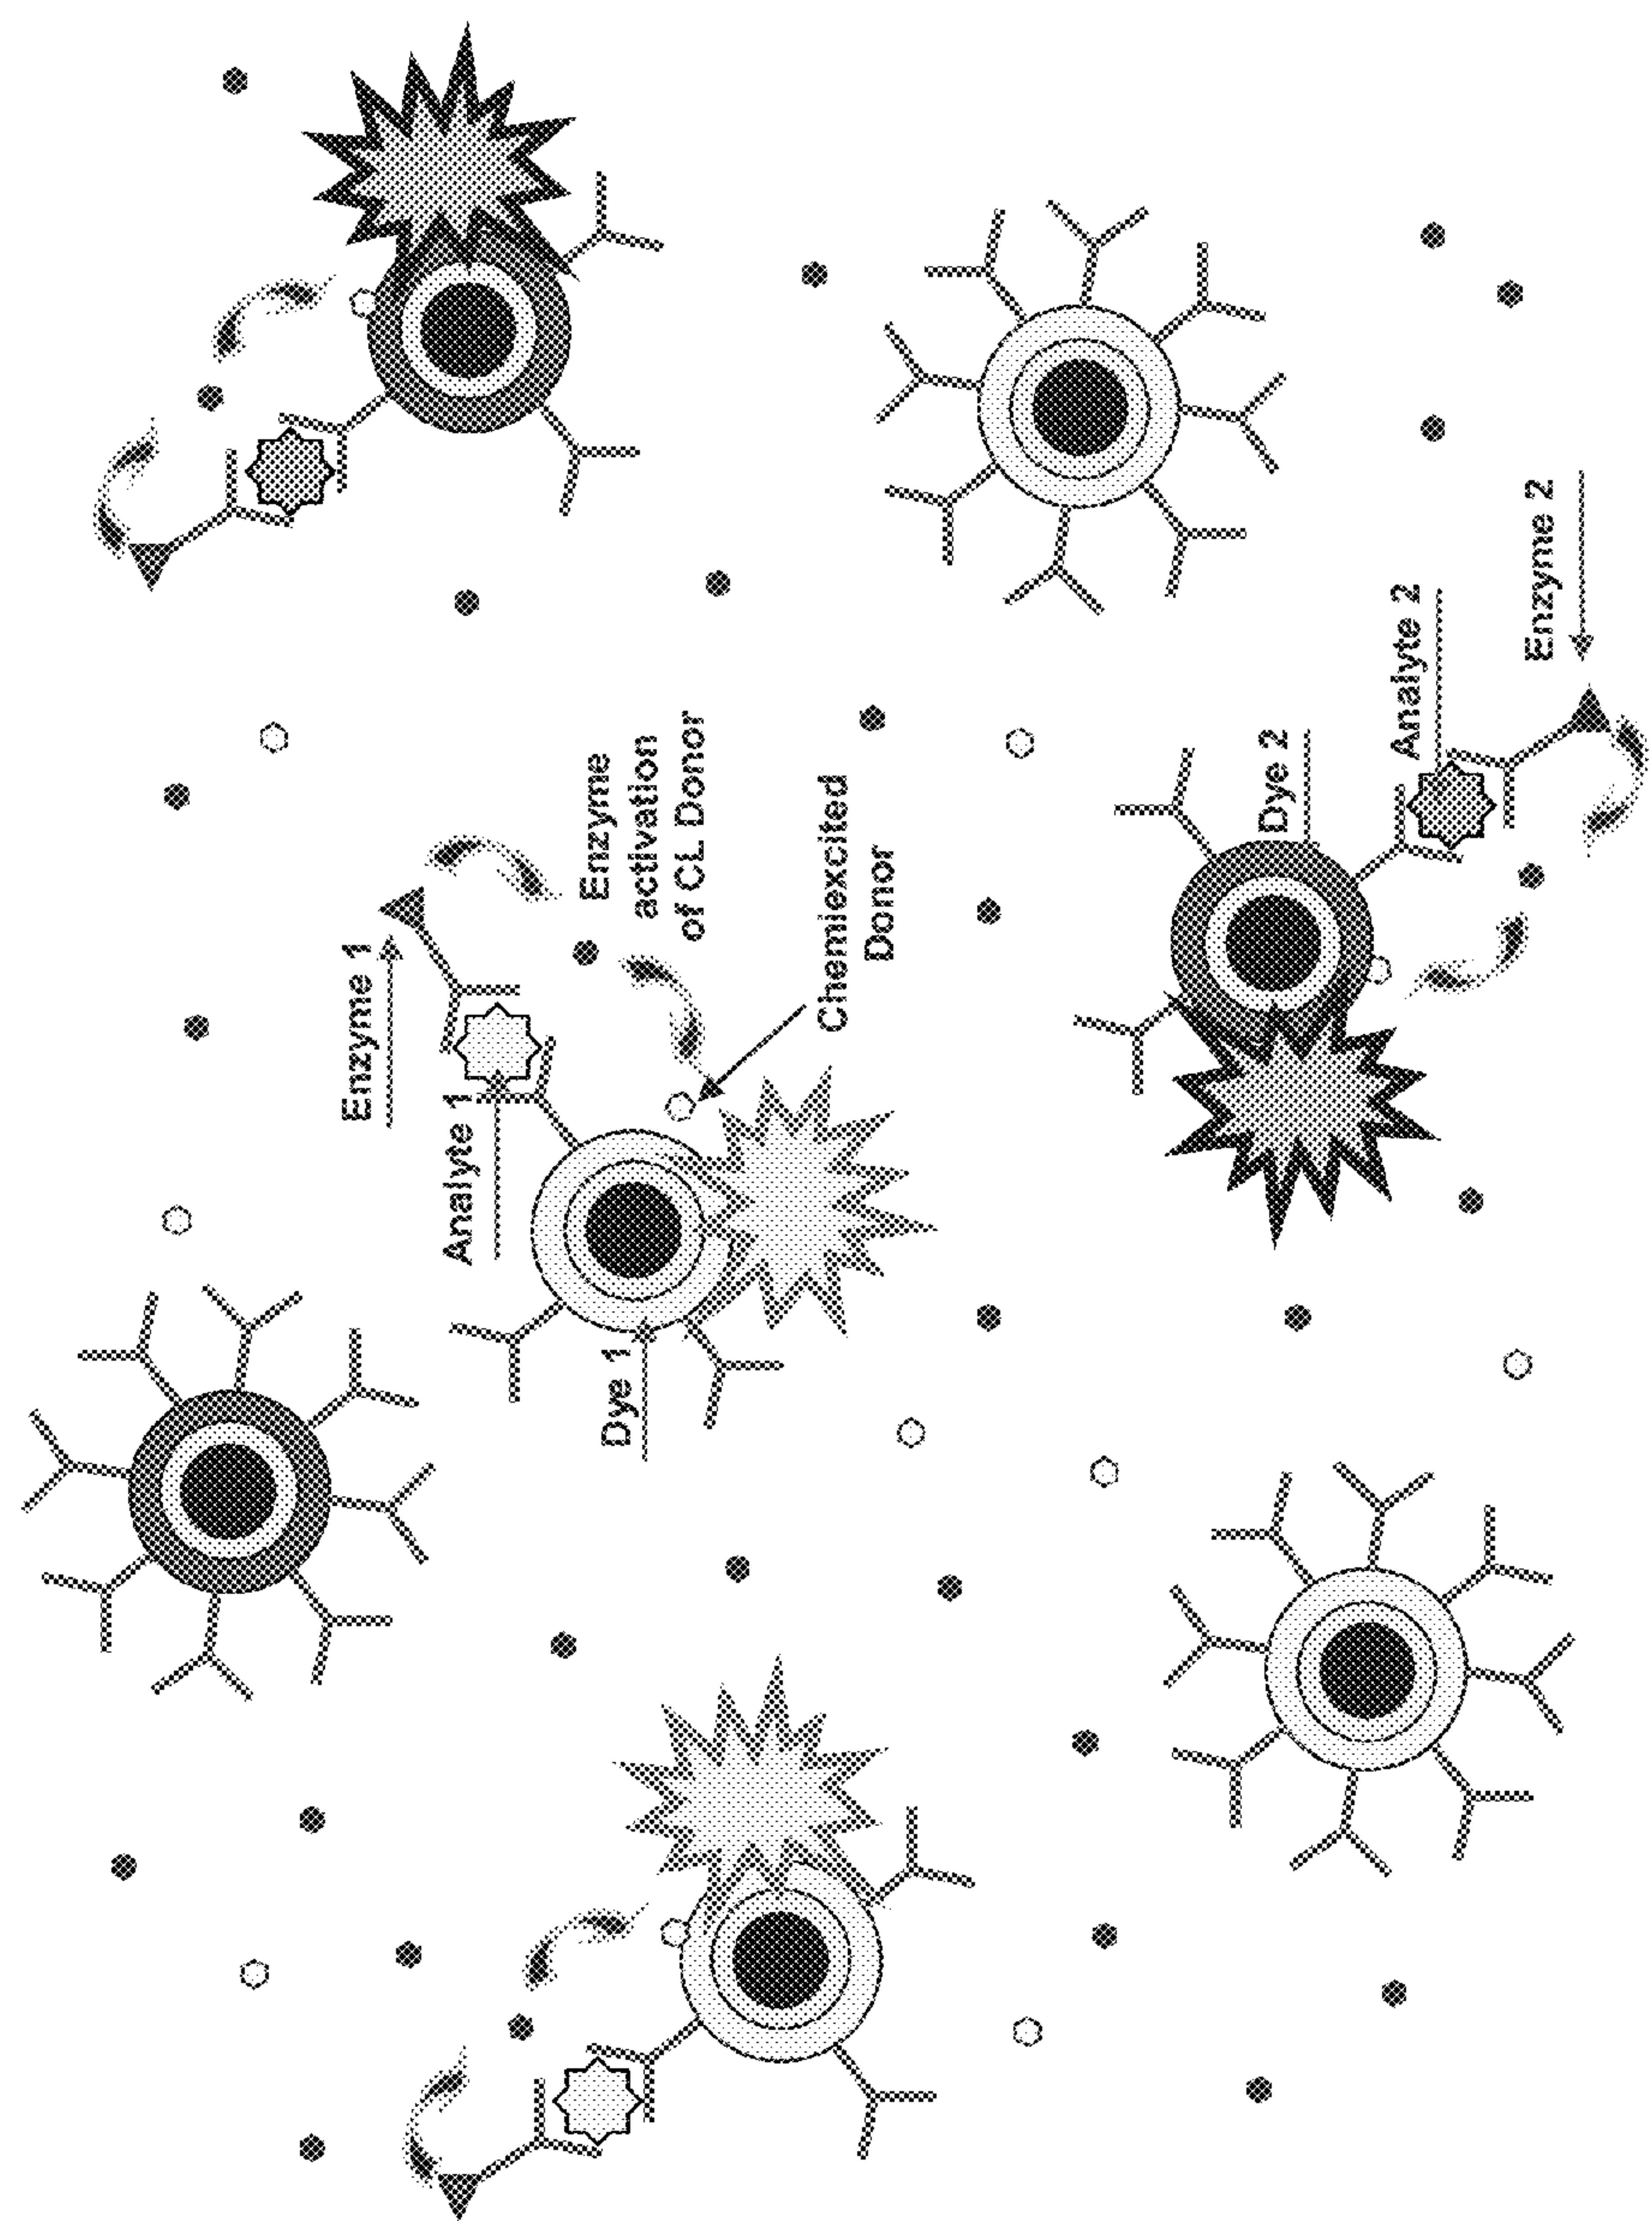 Enzyme 1
Analyte 1
Dye 1
Enzyme
activation
of CL Donor
Chemiexcited
Donor
Dye 2
Analyte 2
Enzyme 2